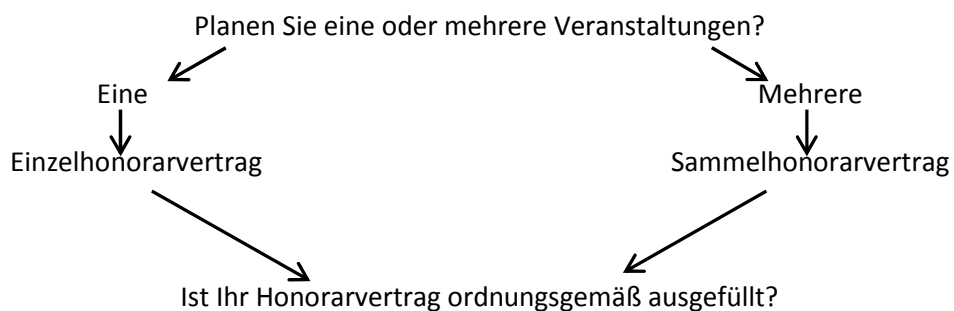 Planen Sie eine oder mehrere Veranstaltungen?
Eine
Mehrere
Einzelhonorarvertrag
Sammelhonorarvertrag
Ist Ihr Honorarvertrag ordnungsgemäß ausgefüllt?